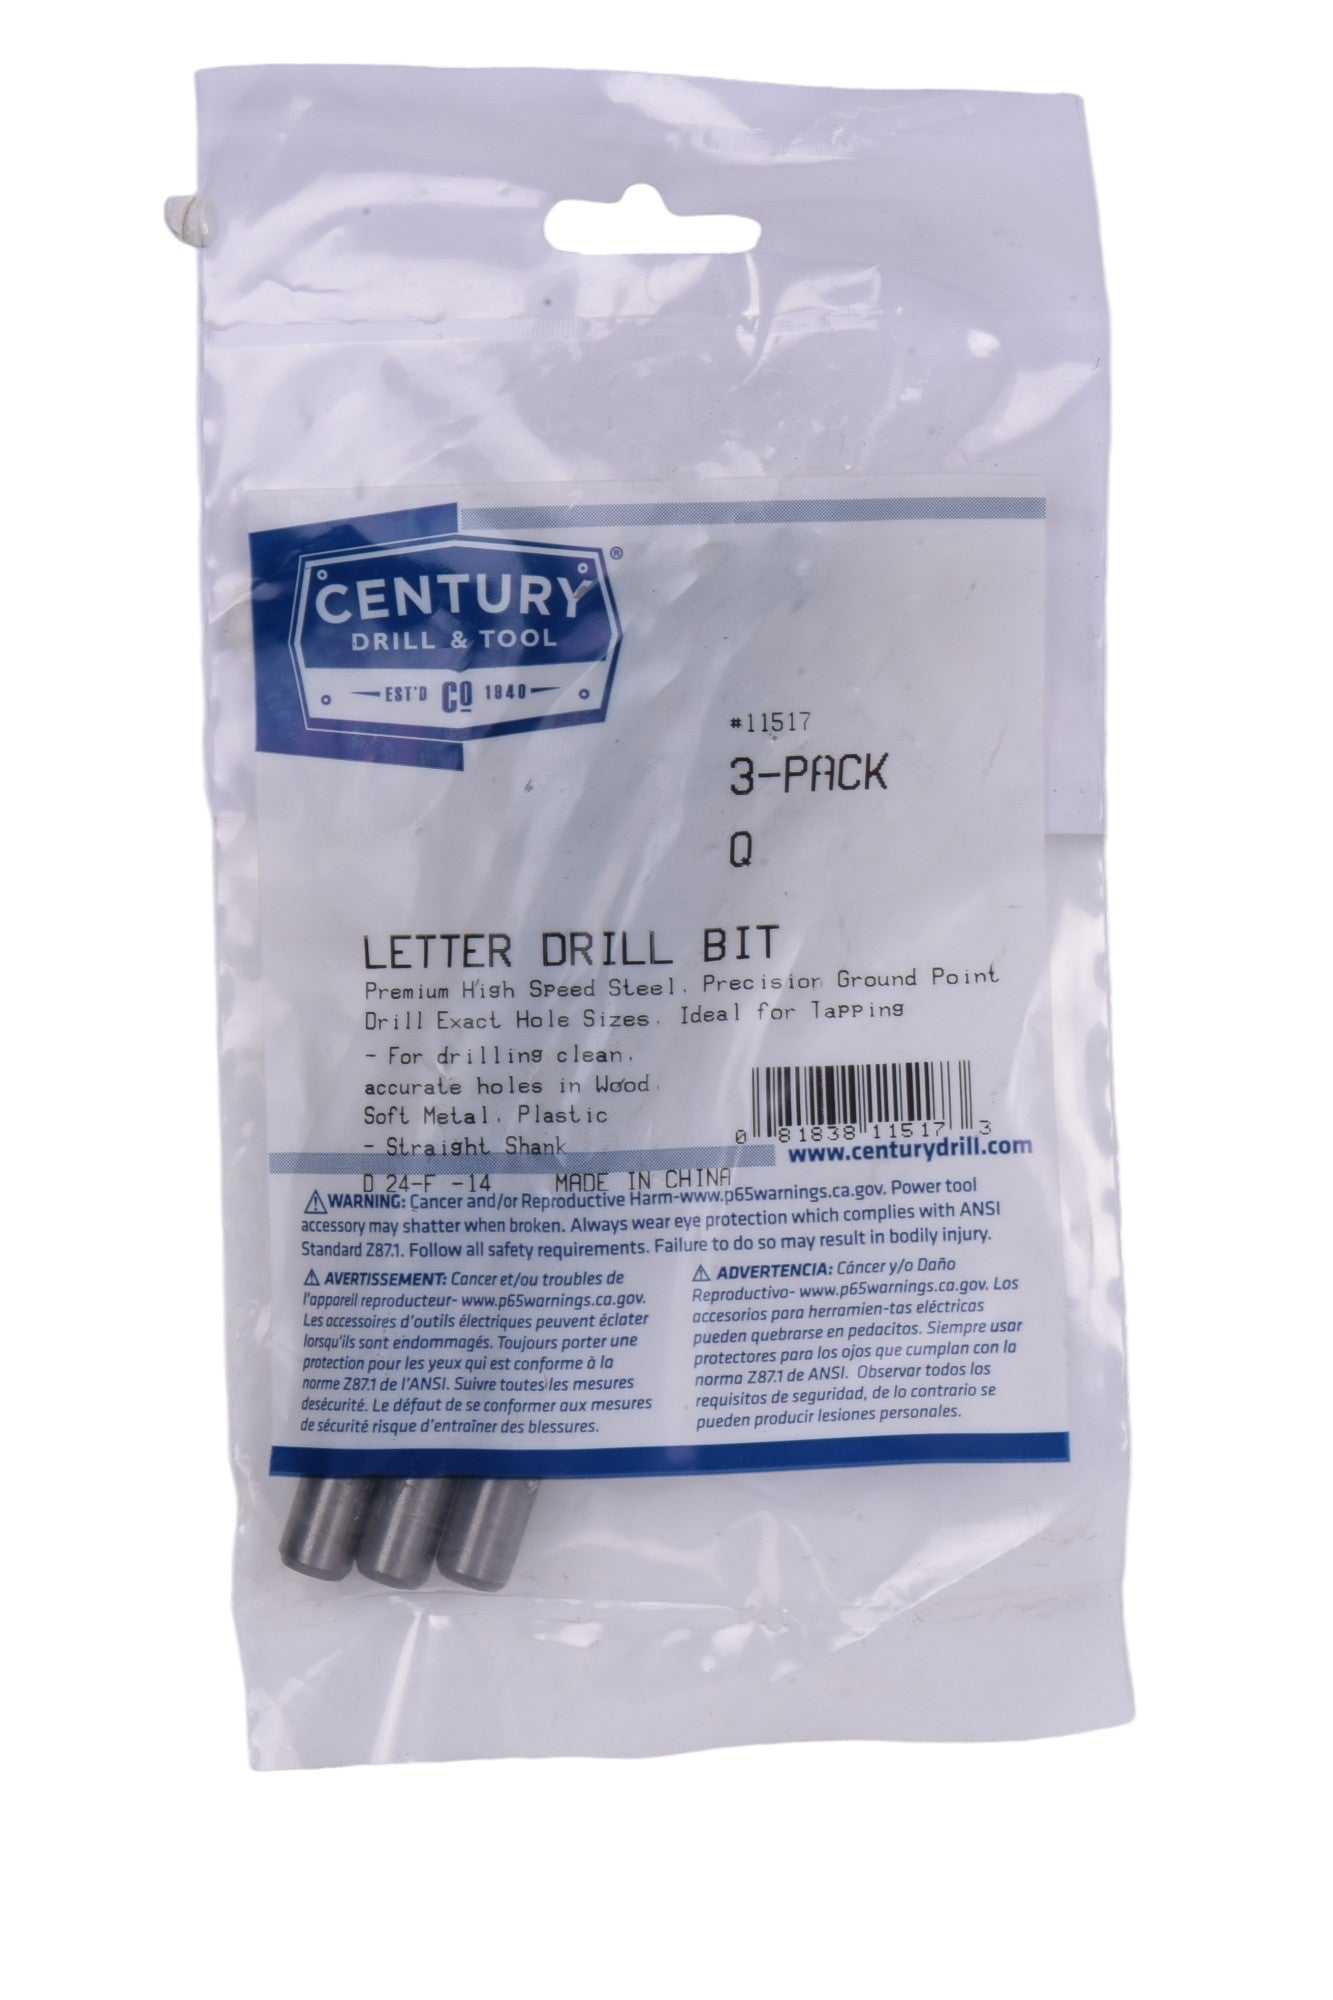 CENTURY®
DRILL & TOOL
EST'D CO 1940
#11517
3-PACK
Q
LETTER DRILL BIT
Premium High Speed Steel, Precision Ground Point
Drill Exact Hole Sizes, Ideal for Tapping
- For drilling clean,
accurate holes in Wood,
Soft Metal, Plastic
- Straight Shank
0 81838 11517 3
www.centurydrill.com
D 24-F -14 MADE IN CHINA
⚠WARNING: Cancer and/or Reproductive Harm-www.p65warnings.ca.gov. Power tool
accessory may shatter when broken. Always wear eye protection which complies with ANSI
Standard Z87.1. Follow all safety requirements. Failure to do so may result in bodily injury.
⚠ AVERTISSEMENT: Cancer et/ou troubles de
l'appareil reproducteur- www.p65warnings.ca.gov.
Les accessoires d'outils électriques peuvent éclater
lorsqu'ils sont endommagés. Toujours porter une
protection pour les yeux qui est conforme à la
norme Z87.1 de l'ANSI. Suivre toutes les mesures
desécurité. Le défaut de se conformer aux mesures
de sécurité risque d'entraîner des blessures.
⚠ ADVERTENCIA: Cáncer y/o Daño
Reproductivo- www.p65warnings.ca.gov. Los
accesorios para herramien-tas eléctricas
pueden quebrarse en pedacitos. Siempre usar
protectores para los ojos que cumplan con la
norma Z87.1 de ANSI. Observar todos los
requisitos de seguridad, de lo contrario se
pueden producir lesiones personales.